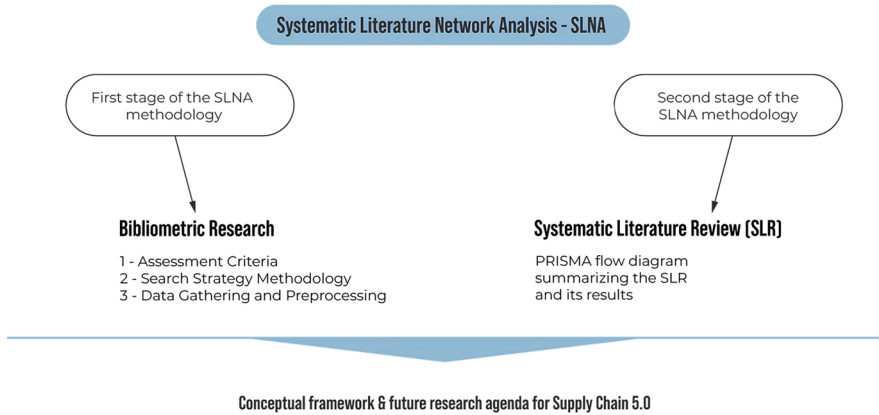 Systematic Literature Network Analysis - SLNA
First stage of the SLNA
methodology
Second stage of the
SLNA methodology
Bibliometric Research
1 - Assessment Criteria
2 - Search Strategy Methodology
3 - Data Gathering and Preprocessing
Systematic Literature Review (SLR)
PRISMA flow diagram
summarizing the SLR
and its results
Conceptual framework & future research agenda for Supply Chain 5.0